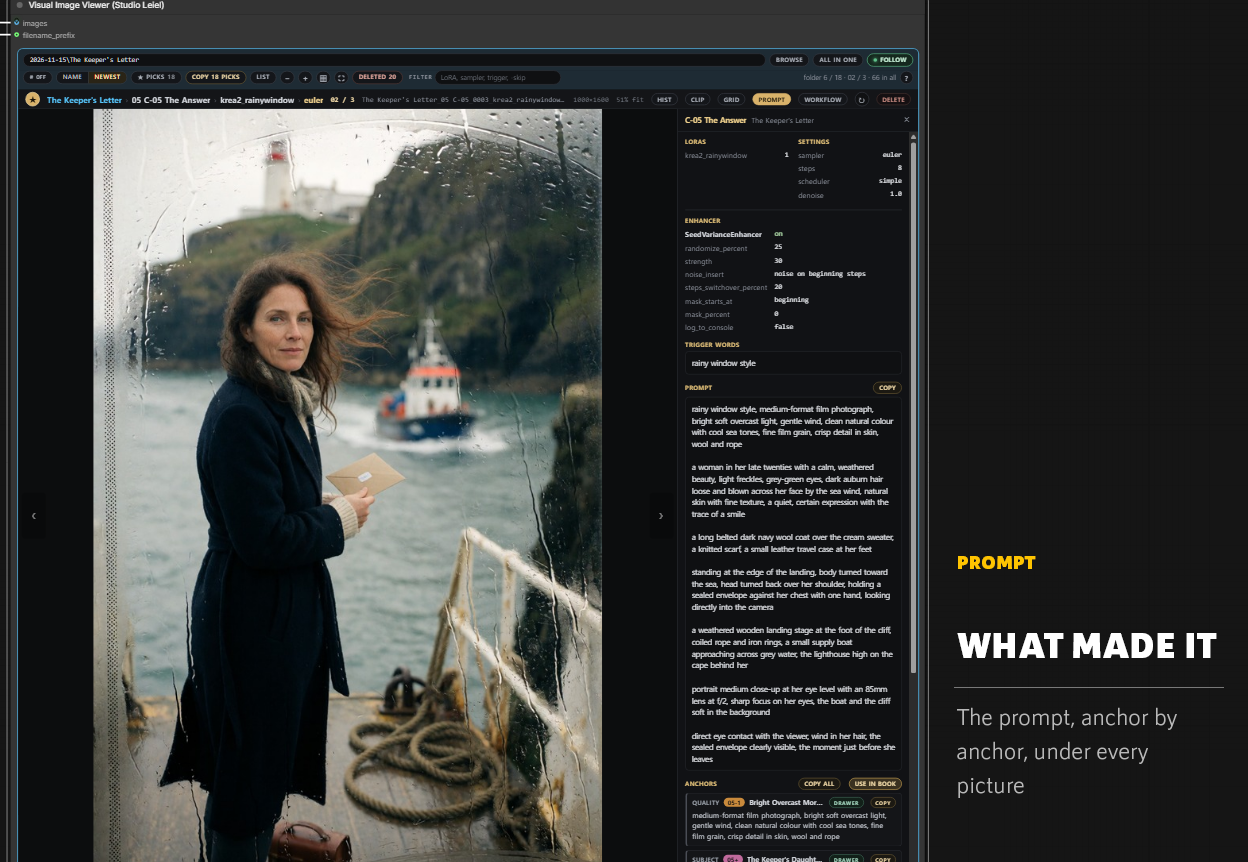 Visual Image Viewer (Studio Leiel)
images
filename_prefix
2026-11-15\The Keeper's Letter
BROWSE
ALL IN ONE
FOLLOW
# OFF
NAME
NEWEST
★ PICKS 18
COPY 18 PICKS
LIST
−
+
DELETED 20
FILTER
LoRA, sampler, trigger, -skip
folder 6 / 18 · 02 / 3 · 66 in all
?
★
The Keeper's Letter › 05 C-05 The Answer › krea2_rainywindow › euler 02 / 3
The Keeper's Letter_05 C-05_0003_krea2_rainywindow…
1000×1600
51% Fit
HIST
CLIP
GRID
PROMPT
WORKFLOW
↻
DELETE
C-05 The Answer The Keeper's Letter
×
LORAS
krea2_rainywindow 1
SETTINGS
sampler euler
steps 8
scheduler simple
denoise 1.0
ENHANCER
SeedVarianceEnhancer on
randomize_percent 25
strength 30
noise_insert noise on beginning steps
steps_switchover_percent 20
mask_starts_at beginning
mask_percent 0
log_to_console false
TRIGGER WORDS
rainy window style
PROMPT
COPY
rainy window style, medium-format film photograph,
bright soft overcast light, gentle wind, clean natural colour
with cool sea tones, fine film grain, crisp detail in skin,
wool and rope
a woman in her late twenties with a calm, weathered
beauty, light freckles, grey-green eyes, dark auburn hair
loose and blown across her face by the sea wind, natural
skin with fine texture, a quiet, certain expression with the
trace of a smile
a long belted dark navy wool coat over the cream sweater,
a knitted scarf, a small leather travel case at her feet
standing at the edge of the landing, body turned toward
the sea, head turned back over her shoulder, holding a
sealed envelope against her chest with one hand, looking
directly into the camera
a weathered wooden landing stage at the foot of the cliff,
coiled rope and iron rings, a small supply boat
approaching across grey water, the lighthouse high on the
cape behind her
portrait medium close-up at her eye level with an 85mm
lens at f/2, sharp focus on her eyes, the boat and the cliff
soft in the background
direct eye contact with the viewer, wind in her hair, the
sealed envelope clearly visible, the moment just before she
leaves
ANCHORS
COPY ALL
USE IN BOOK
QUALITY
05-1
Bright Overcast Mor...
DRAWER
COPY
medium-format film photograph, bright soft overcast light,
gentle wind, clean natural colour with cool sea tones, fine
film grain, crisp detail in skin, wool and rope
SUBJECT
The Keeper's Daught...
DRAWER
COPY
‹
›
PROMPT
WHAT MADE IT
The prompt, anchor by
anchor, under every
picture